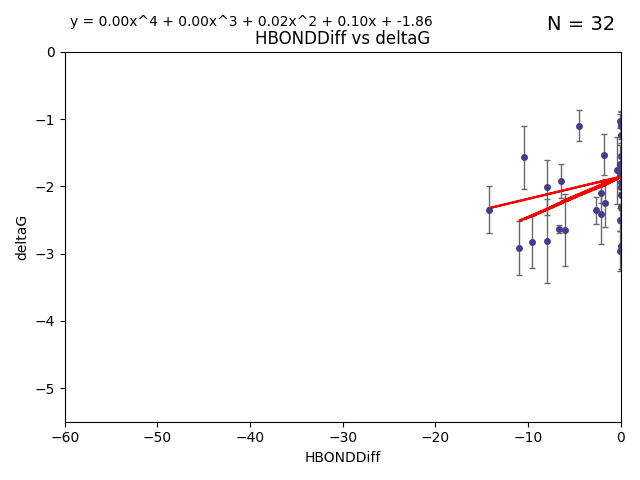 y = 0.00x^4 + 0.00x^3 + 0.02x^2 + 0.10x + -1.86
N = 32
HBONDDiff vs deltaG
0
−1
−2
−3
−4
−5
deltaG
−60 −50 −40 −30 −20 −10 0
HBONDDiff